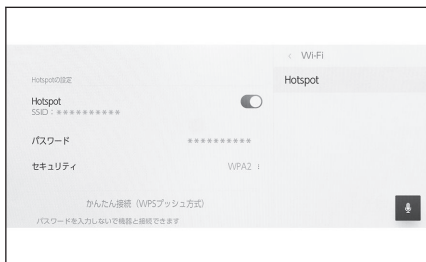 < Wi-Fi
Hotspot
Hotspotの設定
Hotspot
SSID：＊＊＊＊＊＊＊＊＊＊
パスワード ＊＊＊＊＊＊＊＊＊＊
セキュリティ WPA2
かんたん接続（WPSプッシュ方式）
パスワードを入力しないで機器と接続できます